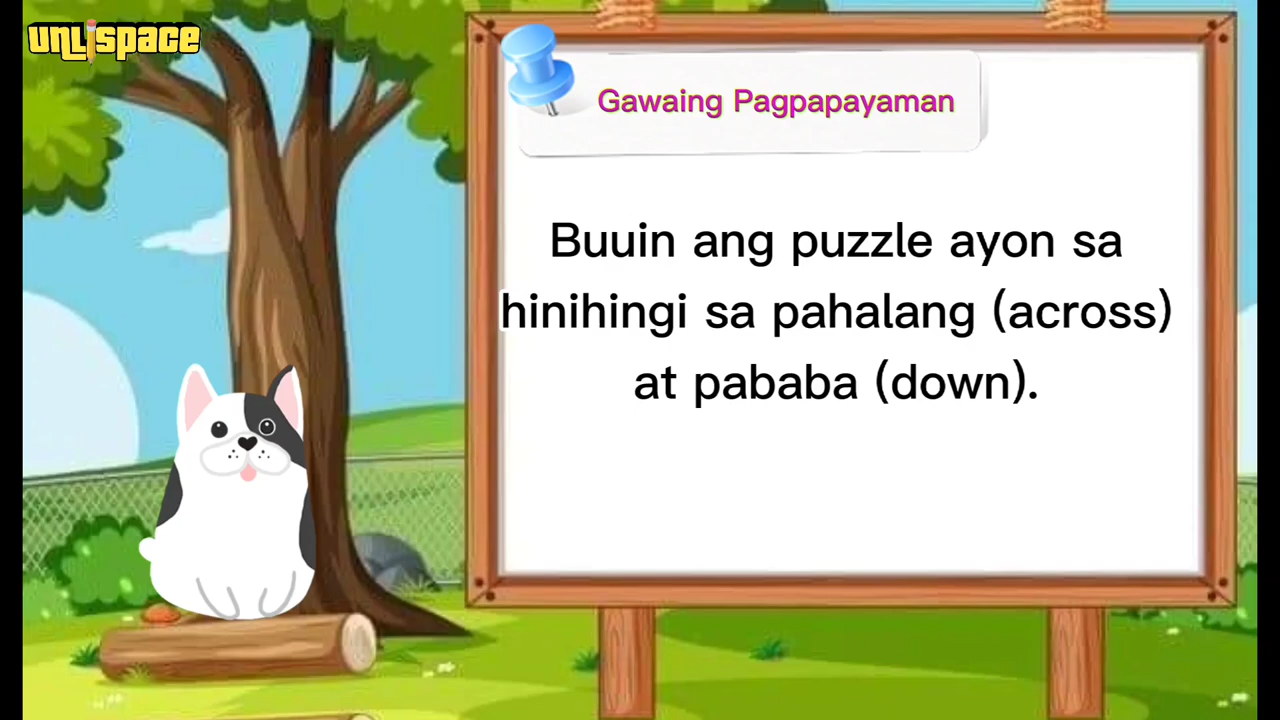 UNLISPACE
Gawaing Pagpapayaman
Buuin ang puzzle ayon sa
hinihingi sa pahalang (across)
at pababa (down).